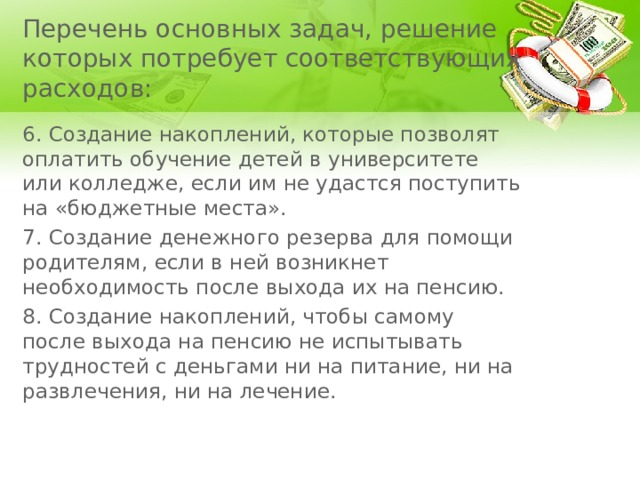 Перечень основных задач, решение
которых потребует соответствующих
расходов:
6. Создание накоплений, которые позволят
оплатить обучение детей в университете
или колледже, если им не удастся поступить
на «бюджетные места».
7. Создание денежного резерва для помощи
родителям, если в ней возникнет
необходимость после выхода их на пенсию.
8. Создание накоплений, чтобы самому
после выхода на пенсию не испытывать
трудностей с деньгами ни на питание, ни на
развлечения, ни на лечение.
100